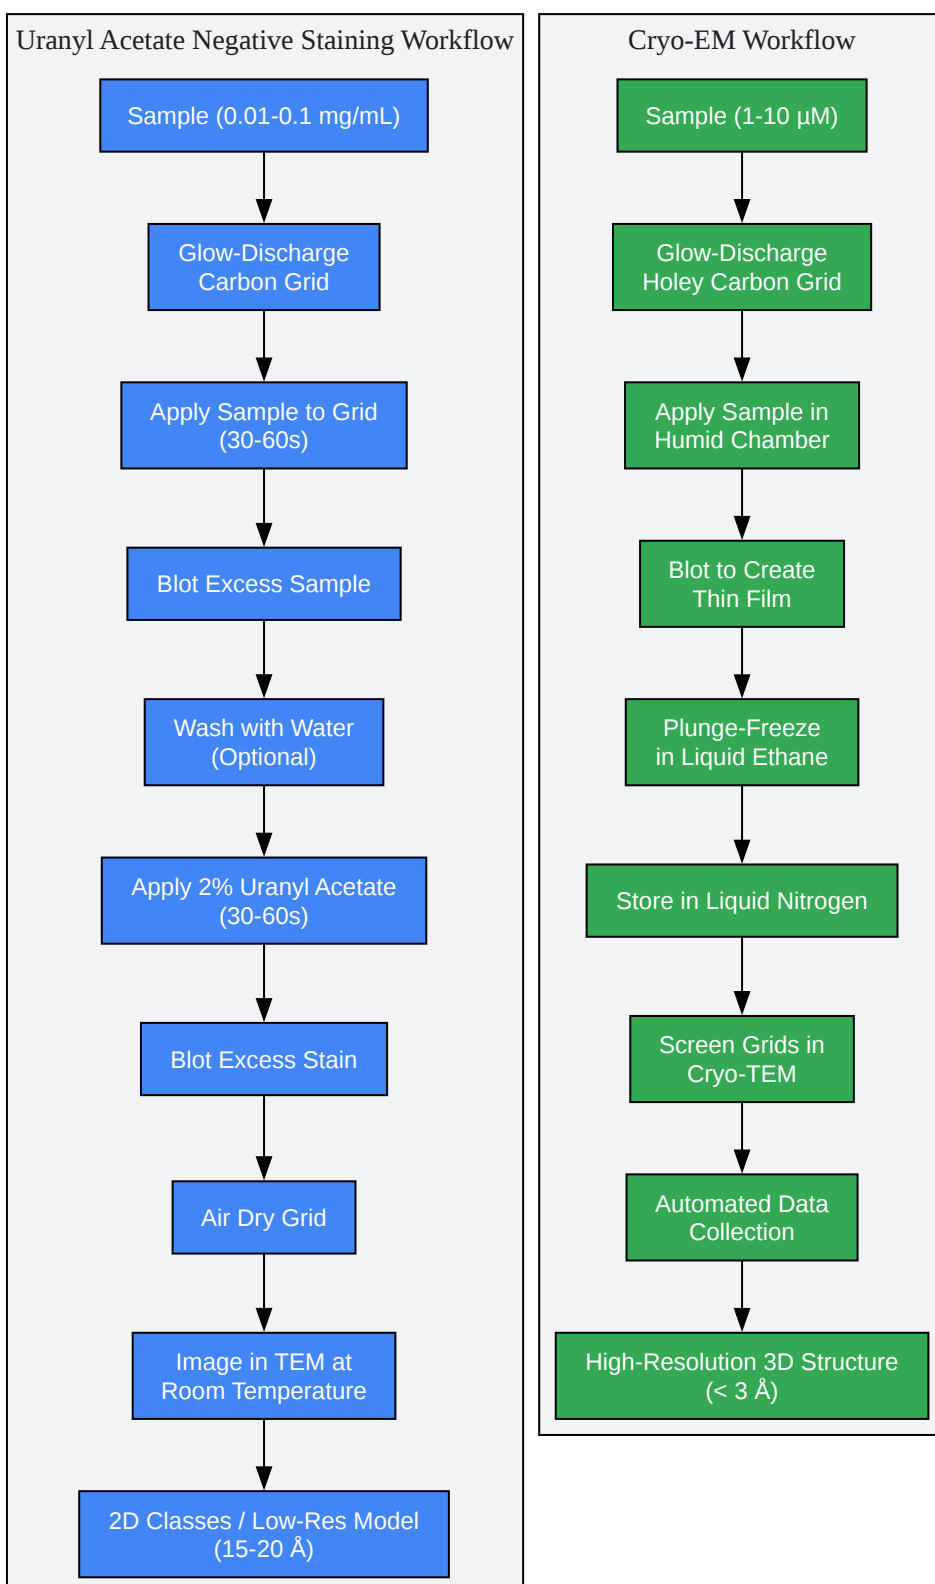 Uranyl Acetate Negative Staining Workflow
Sample (0.01-0.1 mg/mL)
Glow-Discharge
Carbon Grid
Apply Sample to Grid
(30-60s)
Blot Excess Sample
Wash with Water
(Optional)
Apply 2% Uranyl Acetate
(30-60s)
Blot Excess Stain
Air Dry Grid
Image in TEM at
Room Temperature
2D Classes / Low-Res Model
(15-20 Å)
Cryo-EM Workflow
Sample (1-10 µM)
Glow-Discharge
Holey Carbon Grid
Apply Sample in
Humid Chamber
Blot to Create
Thin Film
Plunge-Freeze
in Liquid Ethane
Store in Liquid Nitrogen
Screen Grids in
Cryo-TEM
Automated Data
Collection
High-Resolution 3D Structure
(< 3 Å)